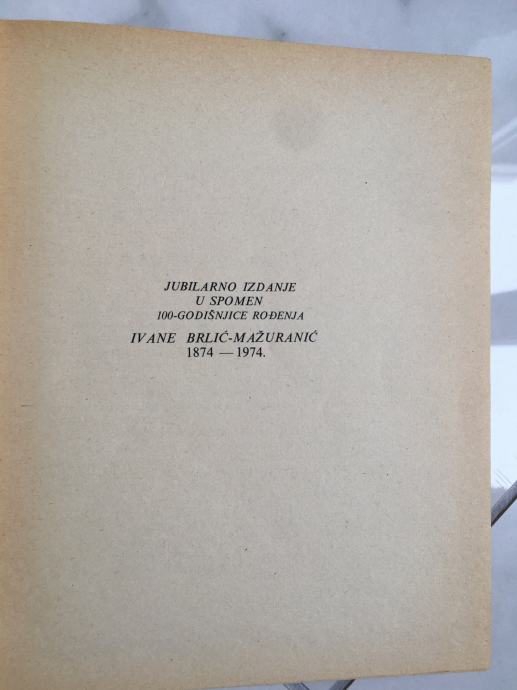 JUBILARNO IZDANJE
U SPOMEN
100-GODIŠNJICE ROĐENJA
IVANE BRLIĆ-MAŽURANIĆ
1874 — 1974.